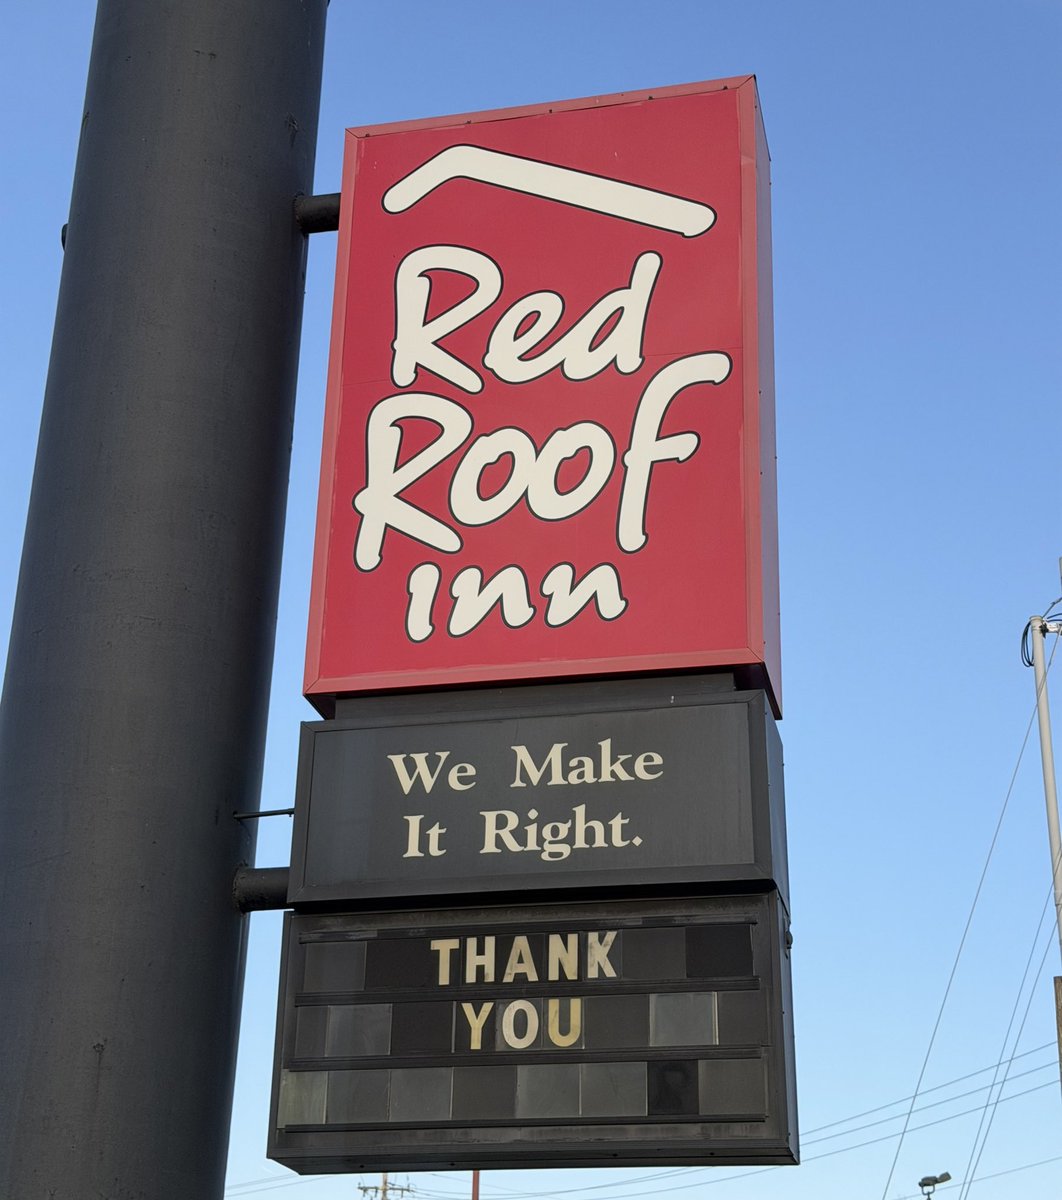 Red
Roof
inn
We Make
It Right.
THANK
YOU